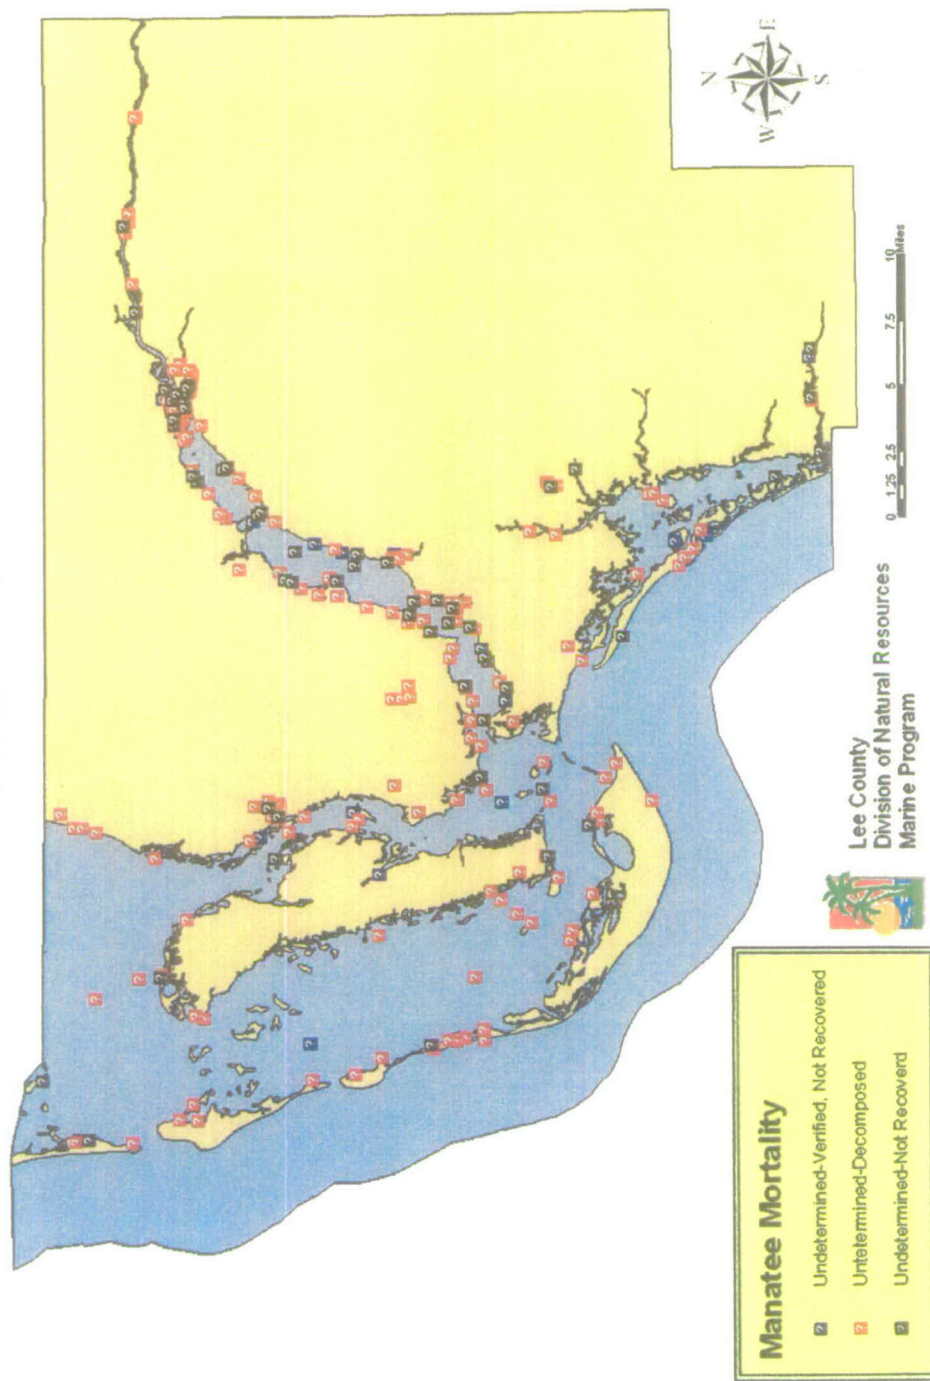 N
W
E
S
0 1.25 2.5 5 7.5 10
Miles
Lee County
Division of Natural Resources
Marine Program
Manatee Mortality
Undetermined-Verified, Not Recovered
Untetermined-Decomposed
Undetermined-Not Recoverd